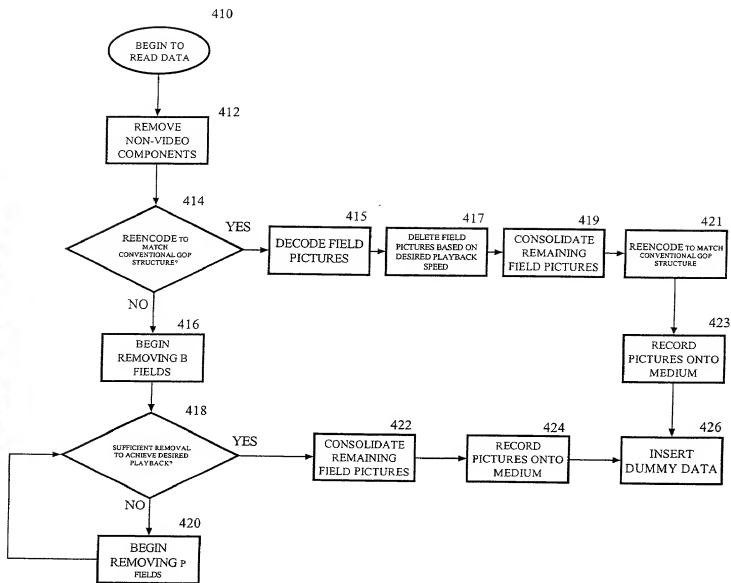 410
BEGIN TO
READ DATA
412
REMOVE
NON-VIDEO
COMPONENTS
414
REENCODE TO
MATCH
CONVENTIONAL GOP
STRUCTURE?
YES
415
DECODE FIELD
PICTURES
417
DELETE FIELD
PICTURES BASED ON
DESIRED PLAYBACK
SPEED
419
CONSOLIDATE
REMAINING
FIELD PICTURES
421
REENCODE TO MATCH
CONVENTIONAL GOP
STRUCTURE
NO
416
BEGIN
REMOVING B
FIELDS
423
RECORD
PICTURES ONTO
MEDIUM
418
SUFFICIENT REMOVAL
TO ACHIEVE DESIRED
PLAYBACK?
YES
422
CONSOLIDATE
REMAINING
FIELD PICTURES
424
RECORD
PICTURES ONTO
MEDIUM
426
INSERT
DUMMY DATA
NO
420
BEGIN
REMOVING P
FIELDS